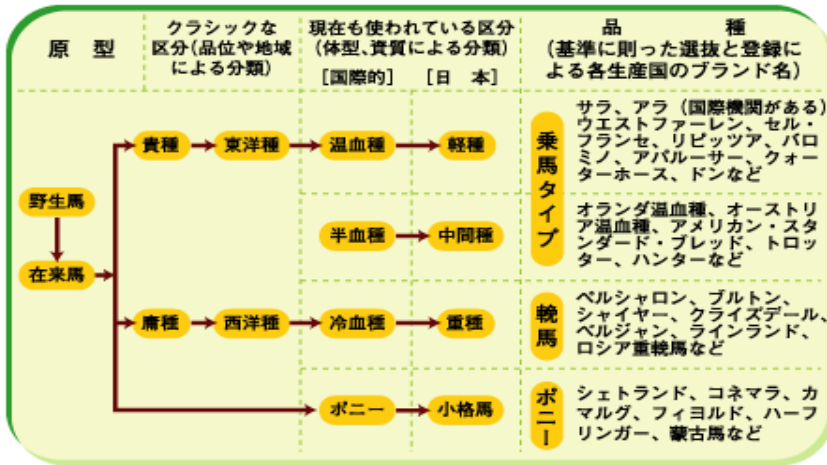 原型
クラシックな
区分(品位や地域
による分類)
現在も使われている区分
(体型、資質による分類)
[国際的] [日 本]
品 種
(基準に則った選抜と登録に
よる各生産国のブランド名)
野生馬
在来馬
貴種
東洋種
温血種
軽種
乗馬タイプ
サラ、アラ(国際機関がある)
ウエストファーレン、セル・
フランセ、リピッツア、パロ
ミノ、アパルーサー、クォー
ターホース、ドンなど
半血種
中間種
オランダ温血種、オーストリ
ア温血種、アメリカン・スタ
ンダード・ブレッド、トロッ
ター、ハンターなど
庸種
西洋種
冷血種
重種
輓馬
ペルシャロン、ブルトン、
シャイヤー、クライズデール、
ベルジャン、ラインランド、
ロシア重輓馬など
ポニー
小格馬
ポニー
シェトランド、コネマラ、カ
マルグ、フィヨルド、ハーフ
リンガー、蒙古馬など